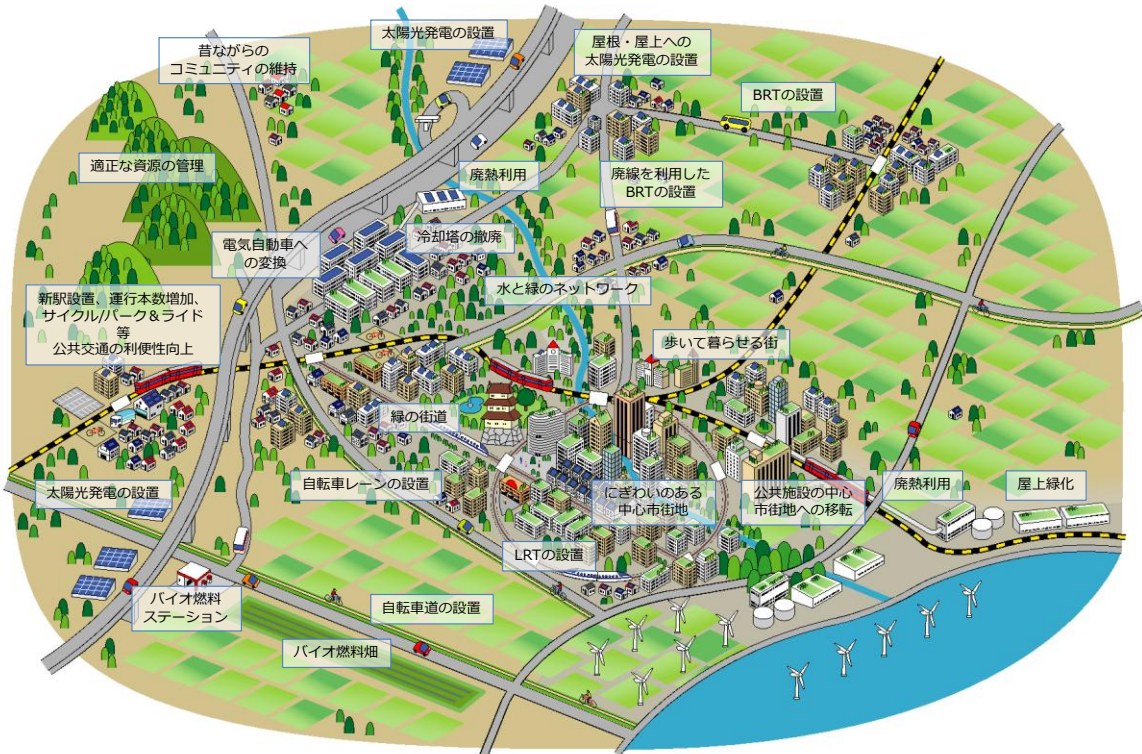 太陽光発電の設置
昔ながらの
コミュニティの維持
屋根・屋上への
太陽光発電の設置
BRTの設置
適正な資源の管理
廃熱利用
廃線を利用した
BRTの設置
冷却塔の撤廃
電気自動車へ
の変換
水と緑のネットワーク
新駅設置、運行本数増加、
サイクル/パーク＆ライド
等
公共交通の利便性向上
歩いて暮らせる街
緑の街道
太陽光発電の設置
自転車レーンの設置
にぎわいのある
中心市街地
公共施設の中心
市街地への移転
廃熱利用
屋上緑化
LRTの設置
バイオ燃料
ステーション
自転車道の設置
バイオ燃料畑